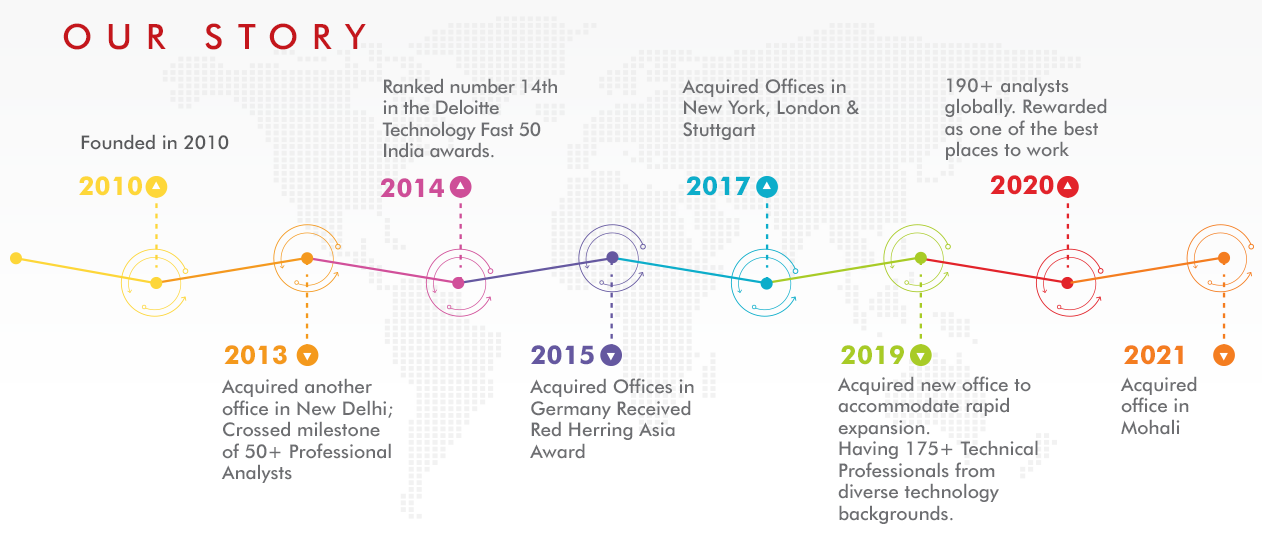 OUR STORY
Founded in 2010
2010
Acquired another
office in New Delhi;
Crossed milestone
of 50+ Professional
Analysts
2013
Ranked number 14th
in the Deloitte
Technology Fast 50
India awards.
2014
2015
Acquired Offices in
Germany Received
Red Herring Asia
Award
Acquired Offices in
New York, London &
Stuttgart
2017
2019
Acquired new office to
accommodate rapid
expansion.
Having 175+ Technical
Professionals from
diverse technology
backgrounds.
190+ analysts
globally. Rewarded
as one of the best
places to work
2020
2021
Acquired
office in
Mohali